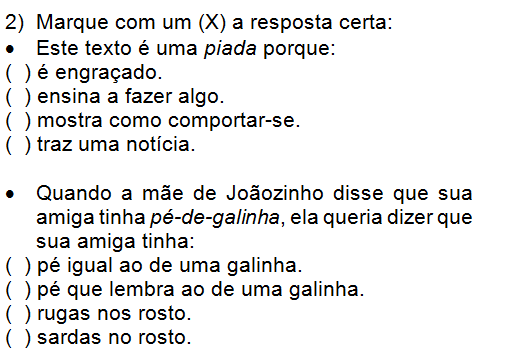 2) Marque com um (X) a resposta certa:
• Este texto é uma piada porque:
( ) é engraçado.
( ) ensina a fazer algo.
( ) mostra como comportar-se.
( ) traz uma notícia.
• Quando a mãe de Joãozinho disse que sua
amiga tinha pé-de-galinha, ela queria dizer que
sua amiga tinha:
( ) pé igual ao de uma galinha.
( ) pé que lembra ao de uma galinha.
( ) rugas nos rosto.
( ) sardas no rosto.